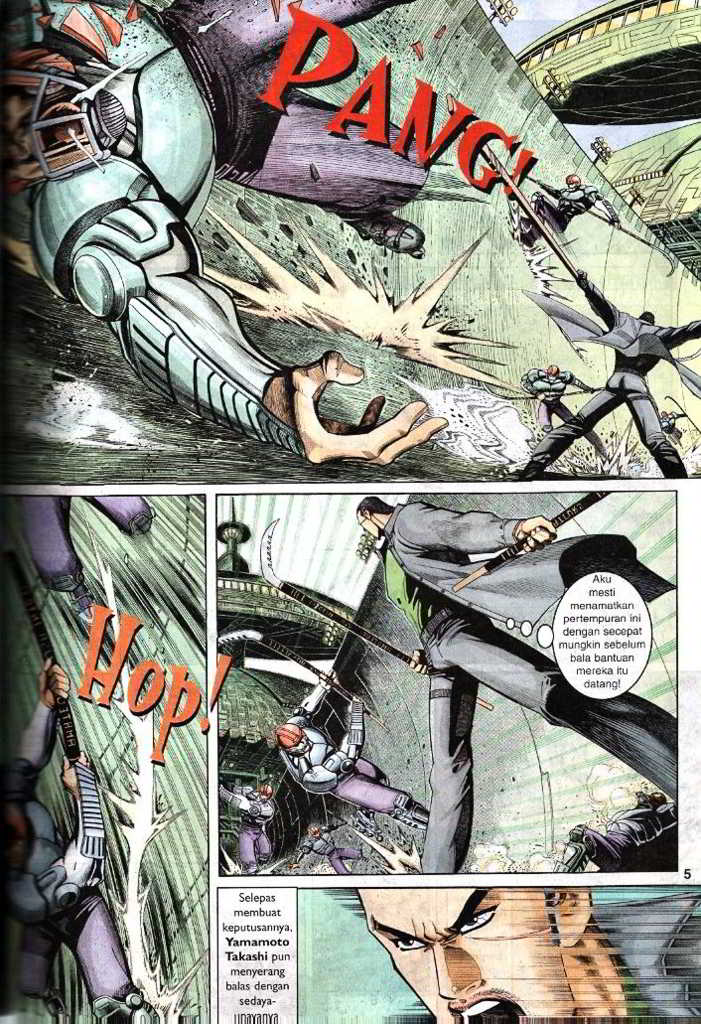 PANG!
HOP!
Aku
mesti
menamatkan
pertempuran ini
dengan secepat
mungkin sebelum
bala bantuan
mereka itu
datang!
5
Selepas
membuat
keputusannya,
Yamamoto
Takashi pun
menyerang
balas dengan
sedaya-
upayanya